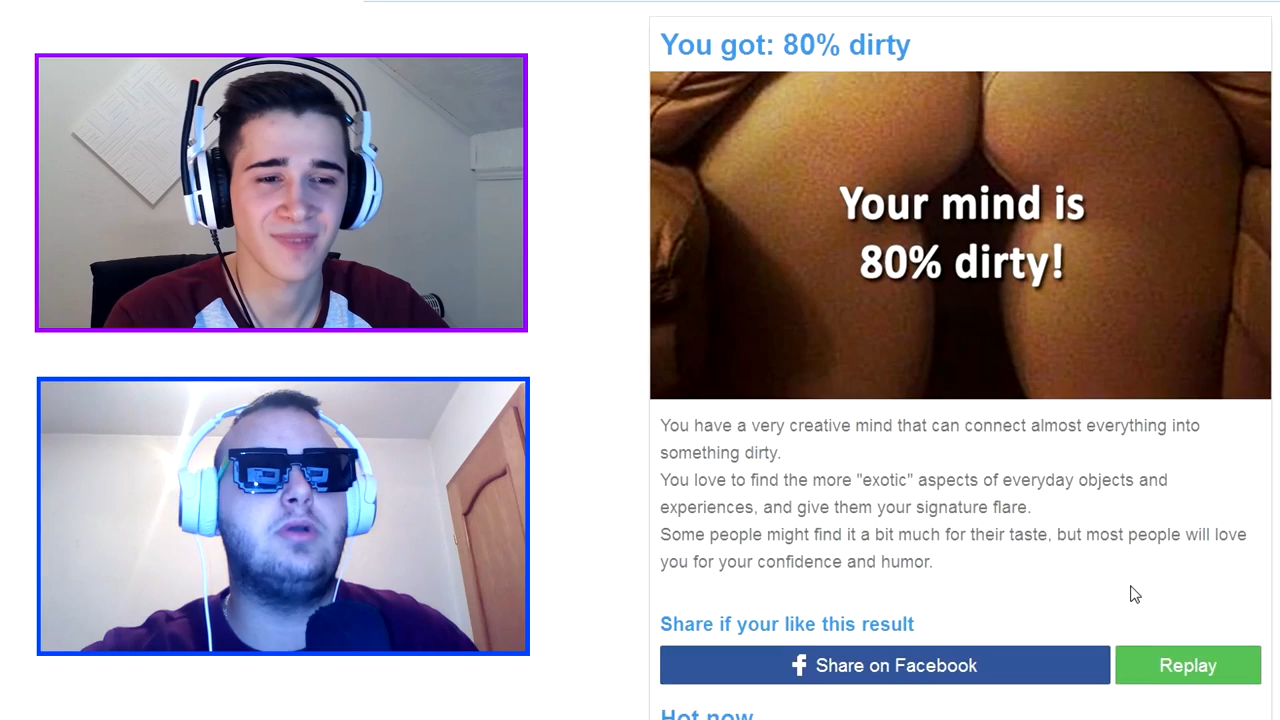 You got: 80% dirty
Your mind is
80% dirty!
You have a very creative mind that can connect almost everything into
something dirty.
You love to find the more "exotic" aspects of everyday objects and
experiences, and give them your signature flare.
Some people might find it a bit much for their taste, but most people will love
you for your confidence and humor.
Share if your like this result
Share on Facebook
Replay
Hot now